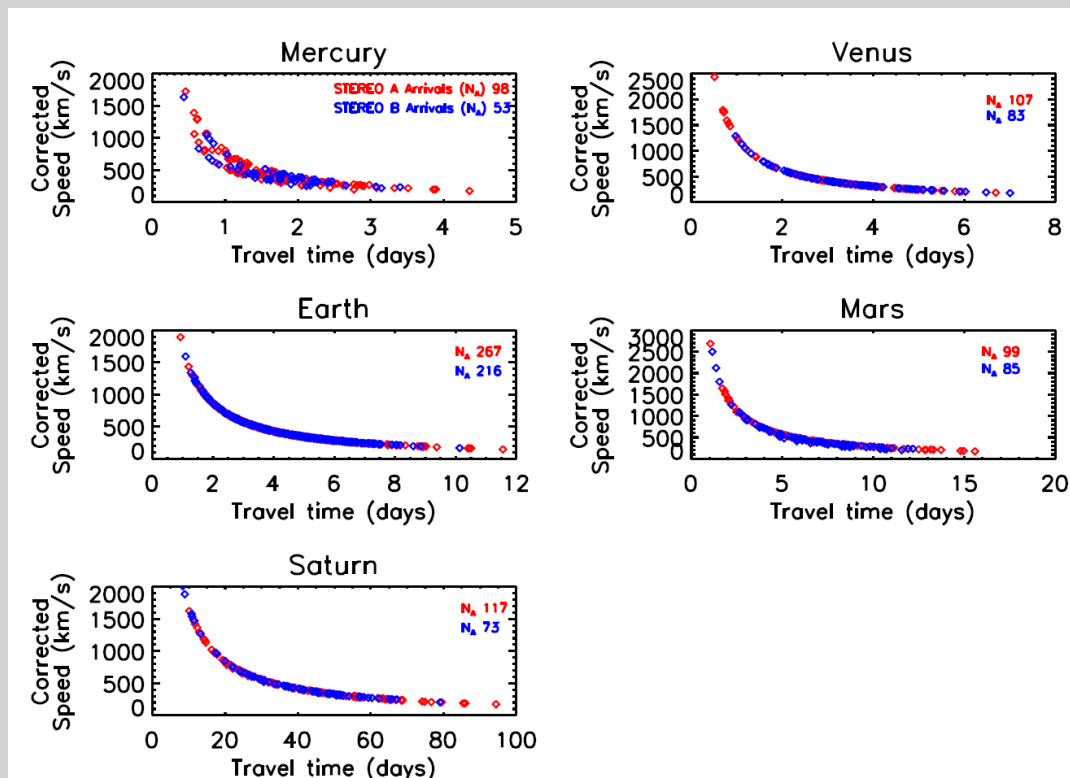 Mercury
2000
1500
1000
500
0
Corrected
Speed (km/s)
STEREO A Arrivals (NA) 98
STEREO B Arrivals (NA) 53
0 1 2 3 4 5
Travel time (days)
Venus
2500
2000
1500
1000
500
0
Corrected
Speed (km/s)
NA 107
NA 83
0 2 4 6 8
Travel time (days)
Earth
2000
1500
1000
500
0
Corrected
Speed (km/s)
NA 267
NA 216
0 2 4 6 8 10 12
Travel time (days)
Mars
3000
2500
2000
1500
1000
500
0
Corrected
Speed (km/s)
NA 99
NA 85
0 5 10 15 20
Travel time (days)
Saturn
2000
1500
1000
500
0
Corrected
Speed (km/s)
NA 117
NA 73
0 20 40 60 80 100
Travel time (days)